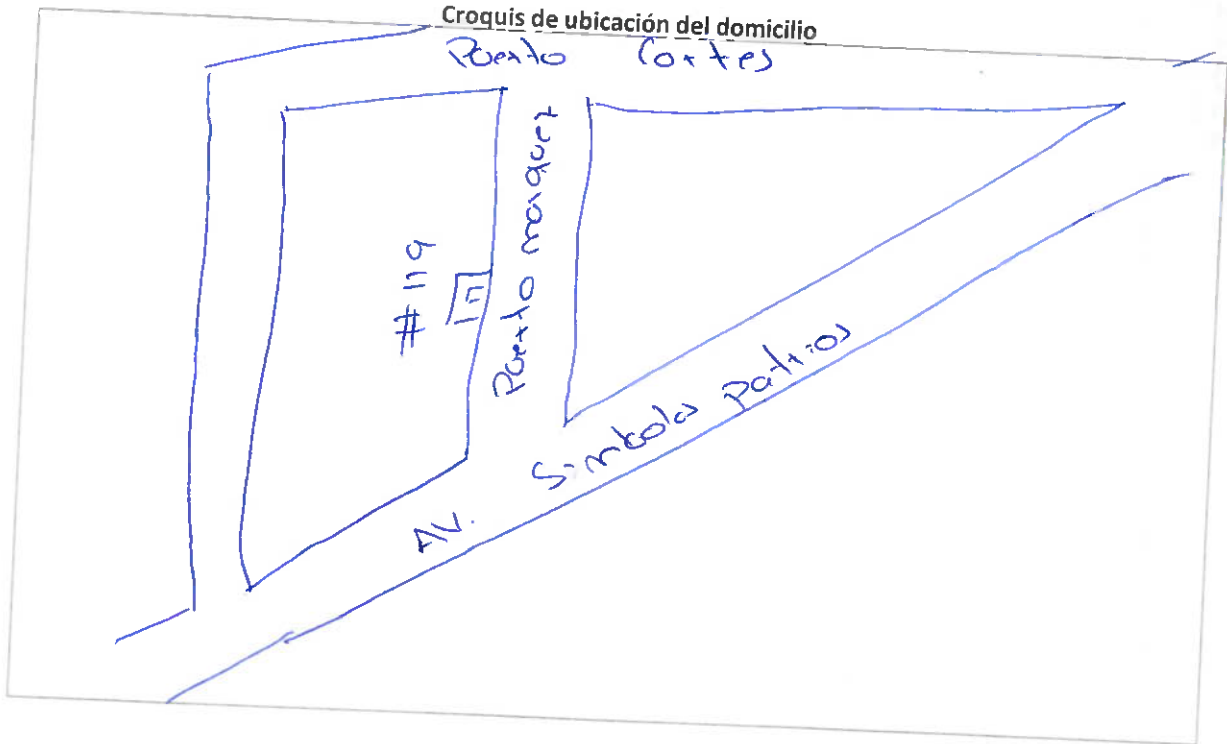 Croquis de ubicación del domicilio
Puerto Cortes
Puerto marquez
#119
Av. Simbolos patrios